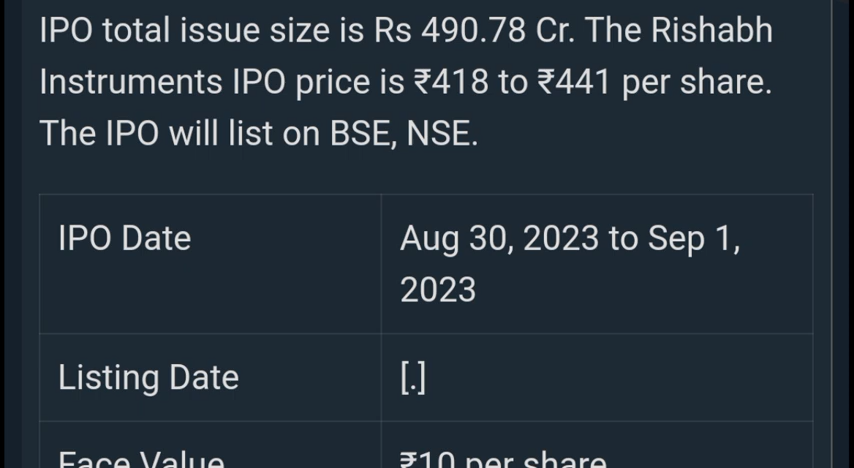 IPO total issue size is Rs 490.78 Cr. The Rishabh
Instruments IPO price is ₹418 to ₹441 per share.
The IPO will list on BSE, NSE.
IPO Date
Aug 30, 2023 to Sep 1,
2023
Listing Date
[.]
Face Value
₹10 per share